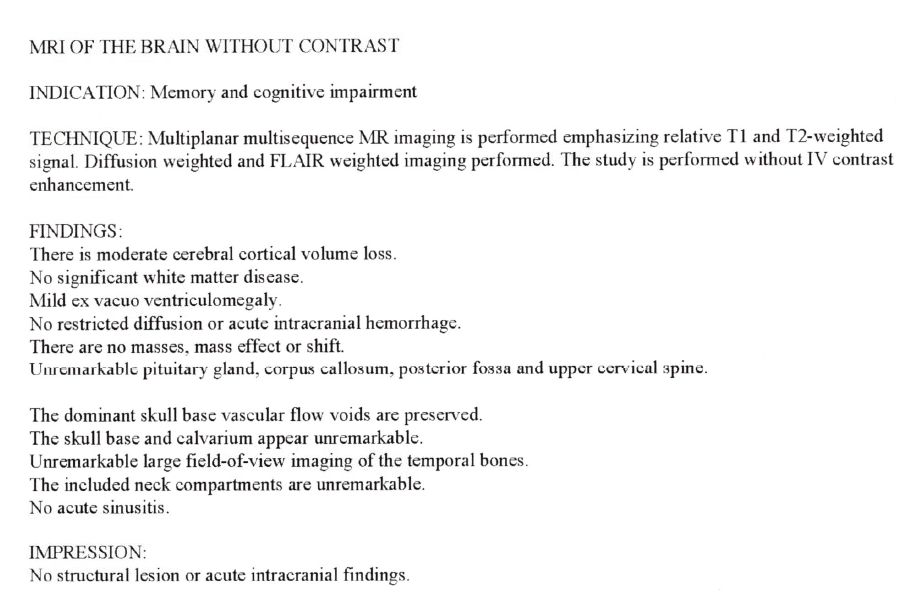 MRI OF THE BRAIN WITHOUT CONTRAST
INDICATION: Memory and cognitive impairment
TECHNIQUE: Multiplanar multisequence MR imaging is performed emphasizing relative T1 and T2-weighted
signal. Diffusion weighted and FLAIR weighted imaging performed. The study is performed without IV contrast
enhancement.
FINDINGS:
There is moderate cerebral cortical volume loss.
No significant white matter disease.
Mild ex vacuo ventriculomegaly.
No restricted diffusion or acute intracranial hemorrhage.
There are no masses, mass effect or shift.
Unremarkable pituitary gland, corpus callosum, posterior fossa and upper cervical spine.
The dominant skull base vascular flow voids are preserved.
The skull base and calvarium appear unremarkable.
Unremarkable large field-of-view imaging of the temporal bones.
The included neck compartments are unremarkable.
No acute sinusitis.
IMPRESSION:
No structural lesion or acute intracranial findings.